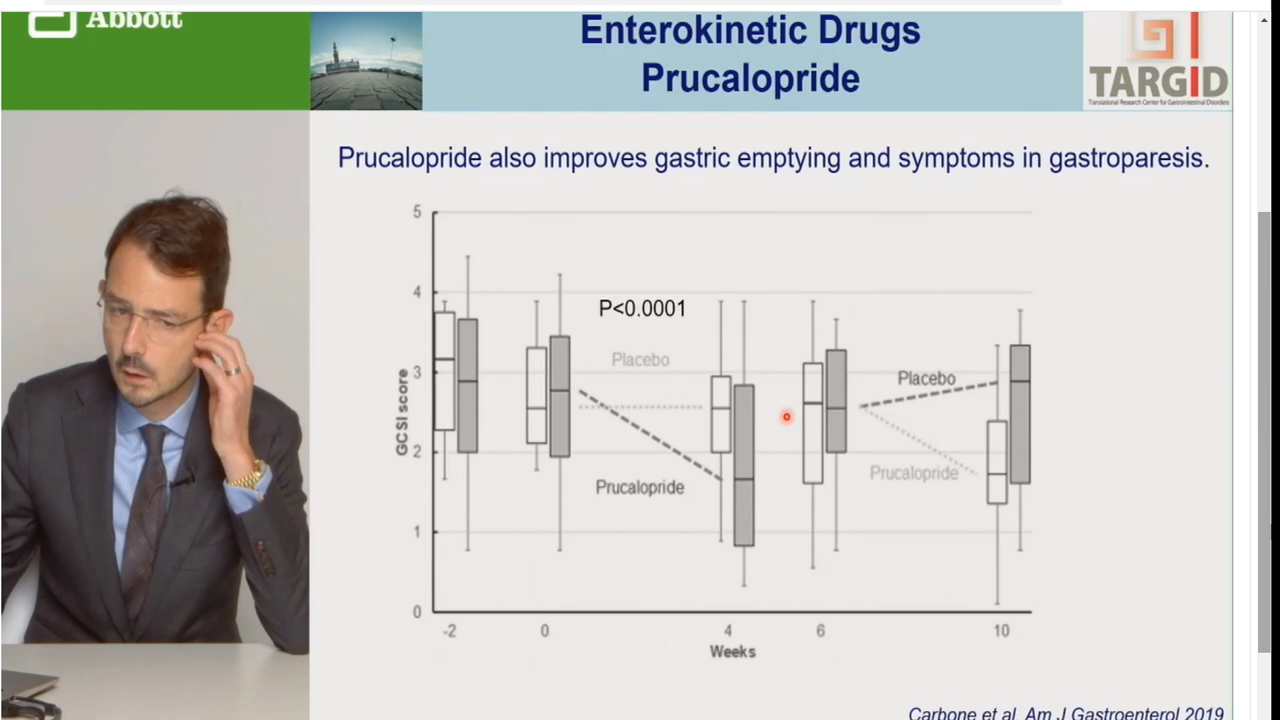 Abbott
Enterokinetic Drugs
Prucalopride
TARGID
Translational Research Center for Gastrointestinal Disorders
Prucalopride also improves gastric emptying and symptoms in gastroparesis.
5
4
3
2
1
0
GCSI score
P<0.0001
Placebo
Prucalopride
Placebo
Prucalopride
-2
0
4
6
10
Weeks
Carbone et al, Am J Gastroenterol 2019